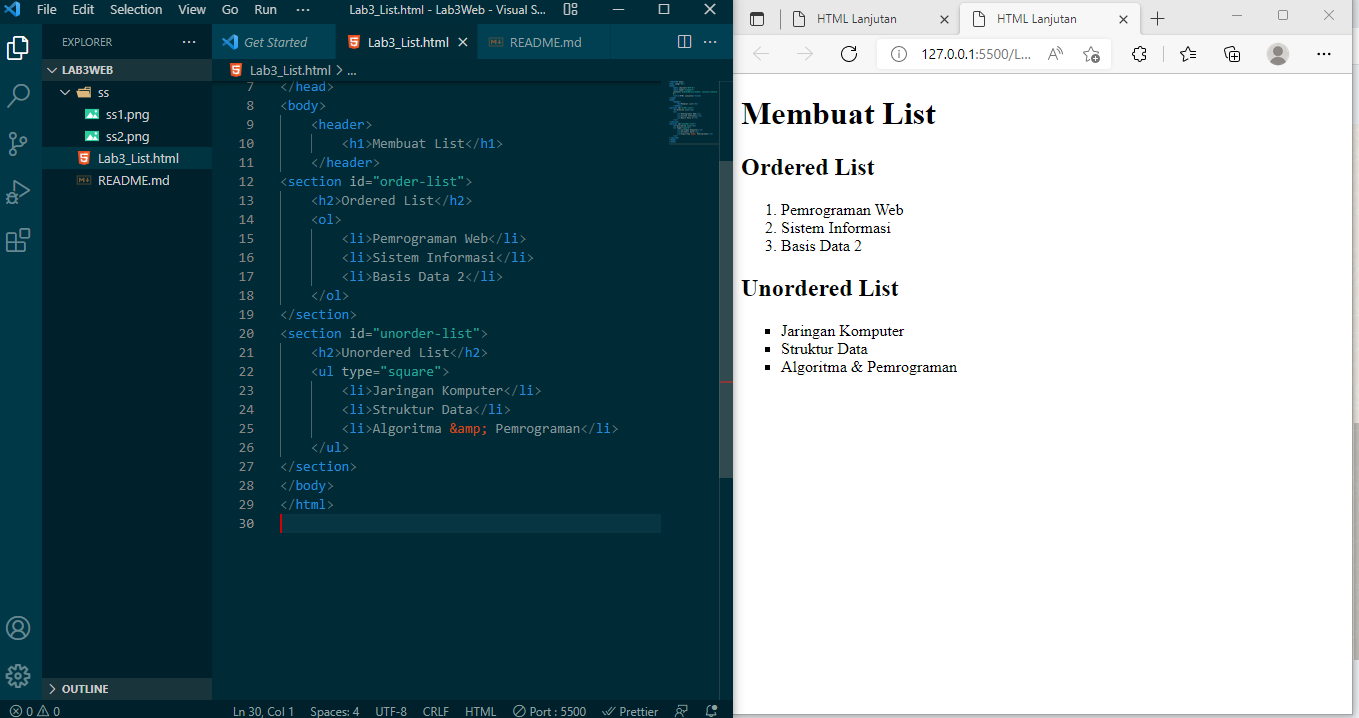 File Edit Selection View Go Run ··· Lab3_List.html - Lab3Web - Visual S...
EXPLORER ···
LAB3WEB
ss
ss1.png
ss2.png
Lab3_List.html
README.md
OUTLINE
Get Started Lab3_List.html README.md ···
Lab3_List.html > ...
7 </head>
8 <body>
9 <header>
10 <h1>Membuat List</h1>
11 </header>
12 <section id="order-list">
13 <h2>Ordered List</h2>
14 <ol>
15 <li>Pemrograman Web</li>
16 <li>Sistem Informasi</li>
17 <li>Basis Data 2</li>
18 </ol>
19 </section>
20 <section id="unorder-list">
21 <h2>Unordered List</h2>
22 <ul type="square">
23 <li>Jaringan Komputer</li>
24 <li>Struktur Data</li>
25 <li>Algoritma &amp; Pemrograman</li>
26 </ul>
27 </section>
28 </body>
29 </html>
30
0 0 Ln 30, Col 1 Spaces: 4 UTF-8 CRLF HTML Port : 5500 Prettier
HTML Lanjutan HTML Lanjutan
127.0.0.1:5500/L...
Membuat List
Ordered List
1. Pemrograman Web
2. Sistem Informasi
3. Basis Data 2
Unordered List
Jaringan Komputer
Struktur Data
Algoritma & Pemrograman